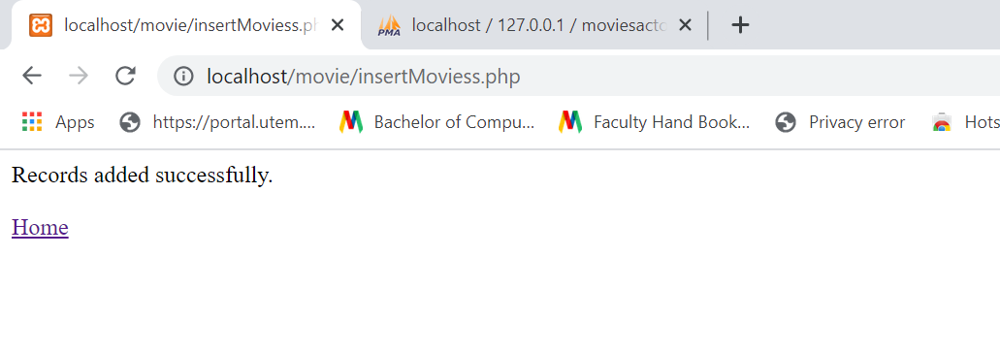 localhost/movie/insertMoviess.ph
PMA localhost / 127.0.0.1 / moviesacto
localhost/movie/insertMoviess.php
Apps https://portal.utem.... Bachelor of Compu... Faculty Hand Book... Privacy error Hots
Records added successfully.
Home